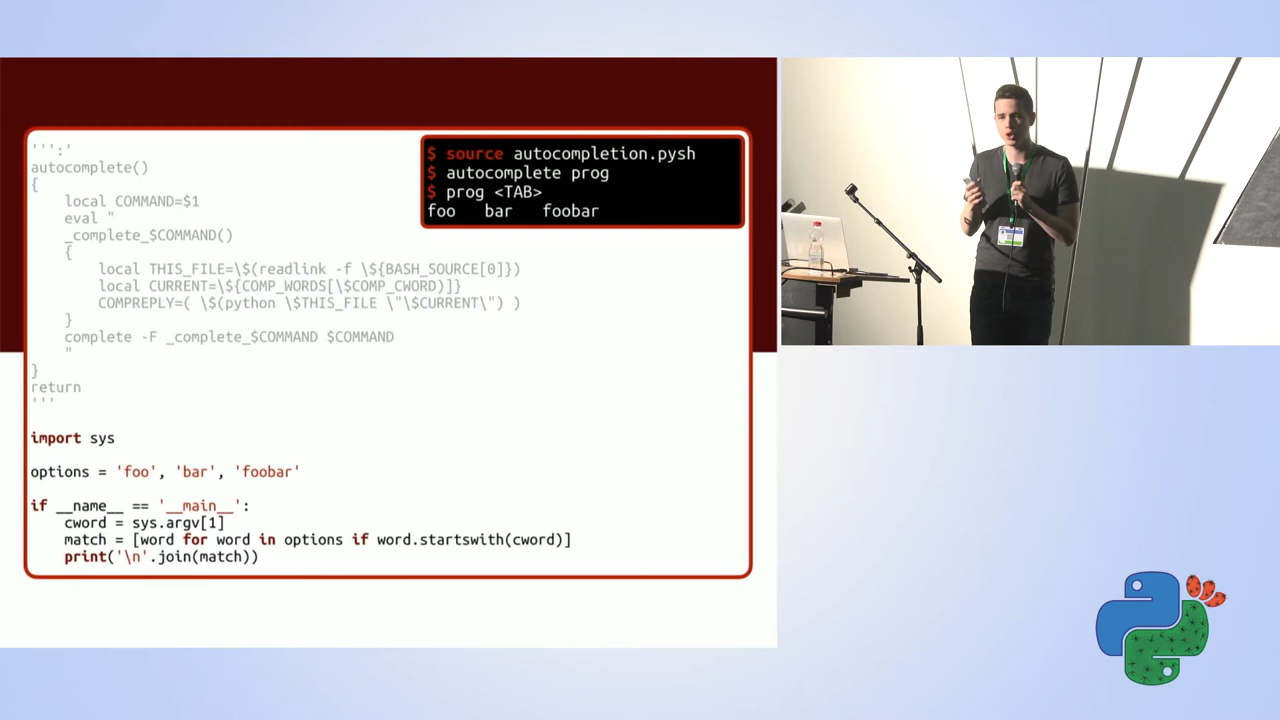 ''':'
autocomplete()
{
    local COMMAND=$1
    eval "
    _complete_$COMMAND()
    {
        local THIS_FILE=\$(readlink -f \${BASH_SOURCE[0]})
        local CURRENT=\${COMP_WORDS[\$COMP_CWORD)]}
        COMPREPLY=( \$(python \$THIS_FILE \"\$CURRENT\") )
    }
    complete -F _complete_$COMMAND $COMMAND
    "
}
return
'''
import sys
options = 'foo', 'bar', 'foobar'
if __name__ == '__main__':
    cword = sys.argv[1]
    match = [word for word in options if word.startswith(cword)]
    print('\n'.join(match))
$ source autocompletion.pysh
$ autocomplete prog
$ prog <TAB>
foo   bar   foobar